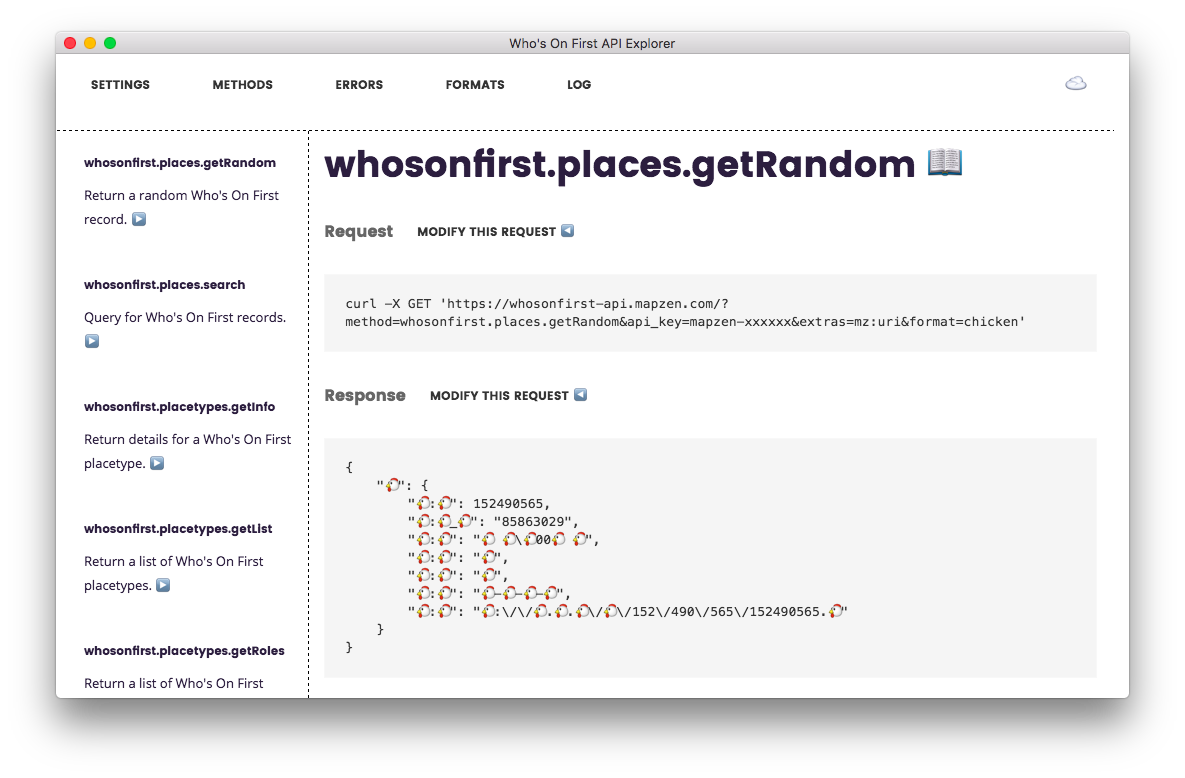 Who's On First API Explorer
SETTINGS METHODS ERRORS FORMATS LOG ☁️
whosonfirst.places.getRandom
Return a random Who's On First
record. ▶️
whosonfirst.places.search
Query for Who's On First records.
▶️
whosonfirst.placetypes.getInfo
Return details for a Who's On First
placetype. ▶️
whosonfirst.placetypes.getList
Return a list of Who's On First
placetypes. ▶️
whosonfirst.placetypes.getRoles
Return a list of Who's On First
whosonfirst.places.getRandom 📖
Request MODIFY THIS REQUEST ◀️
curl -X GET 'https://whosonfirst-api.mapzen.com/?
method=whosonfirst.places.getRandom&api_key=mapzen-xxxxxx&extras=mz:uri&format=chicken'
Response MODIFY THIS REQUEST ◀️
{
"🐔": {
"🐔:🐔": 152490565,
"🐔:🐔_🐔": "85863029",
"🐔:🐔": "🐔 🐔\🐔00🐔 🐔",
"🐔:🐔": "🐔",
"🐔:🐔": "🐔",
"🐔:🐔": "🐔-🐔-🐔-🐔",
"🐔:🐔": "🐔:\/\/🐔.🐔.🐔\/🐔\/152\/490\/565\/152490565.🐔"
}
}